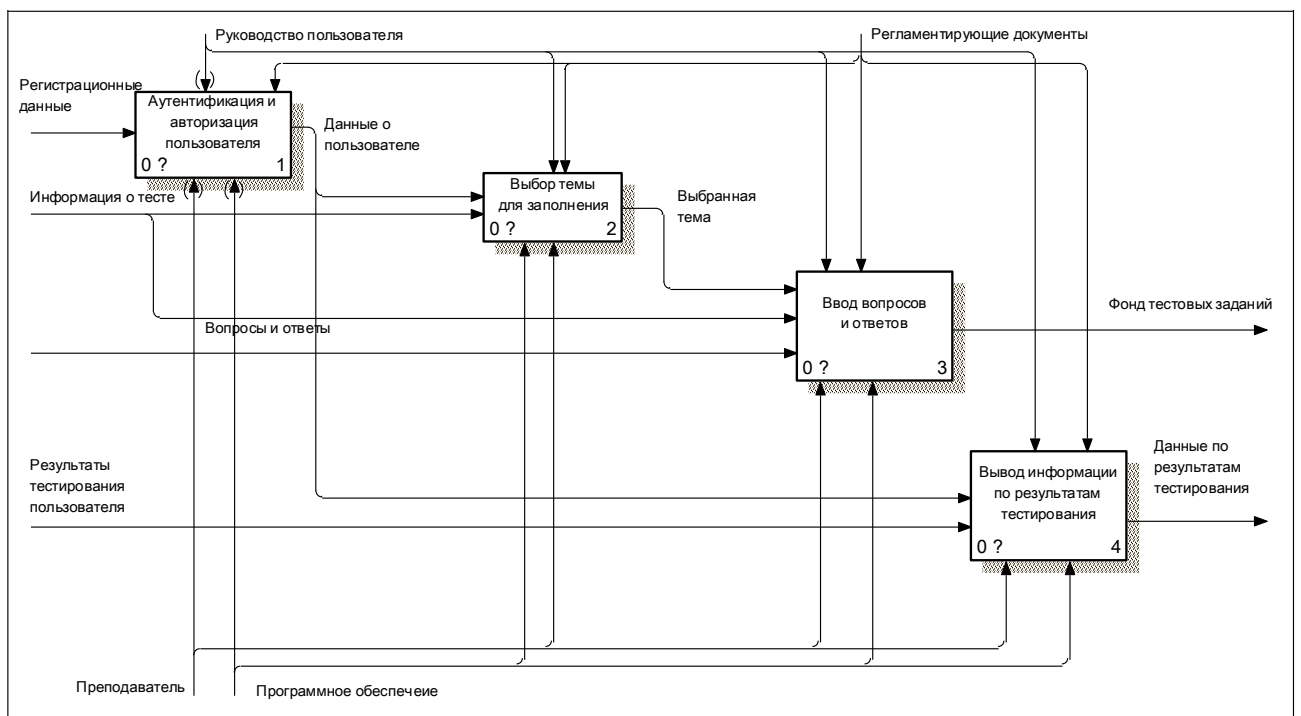 Руководство пользователя
Регламентирующие документы
Регистрационные
данные
Аутентификация и
авторизация
пользователя
0 ?
1
Данные о
пользователе
Информация о тесте
Выбор темы
для заполнения
0 ?
2
Выбранная
тема
Ввод вопросов
и ответов
0 ?
3
Фонд тестовых заданий
Вопросы и ответы
Результаты
тестирования
пользователя
Вывод информации
по результатам
тестирования
0 ?
4
Данные по
результатам
тестирования
Преподаватель
Программное обеспечеие